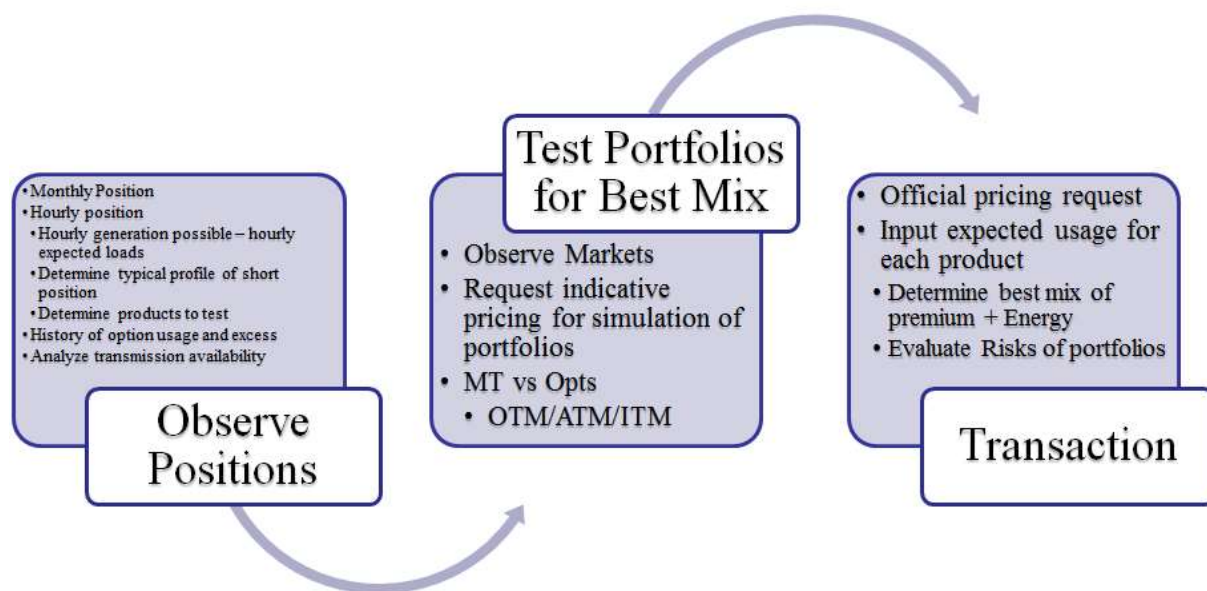 • Monthly Position
• Hourly position
• Hourly generation possible – hourly
expected loads
• Determine typical profile of short
position
• Determine products to test
• History of option usage and excess
• Analyze transmission availability
Observe
Positions
Test Portfolios
for Best Mix
• Observe Markets
• Request indicative
pricing for simulation of
portfolios
• MT vs Opts
• OTM/ATM/ITM
• Official pricing request
• Input expected usage for
each product
• Determine best mix of
premium + Energy
• Evaluate Risks of portfolios
Transaction